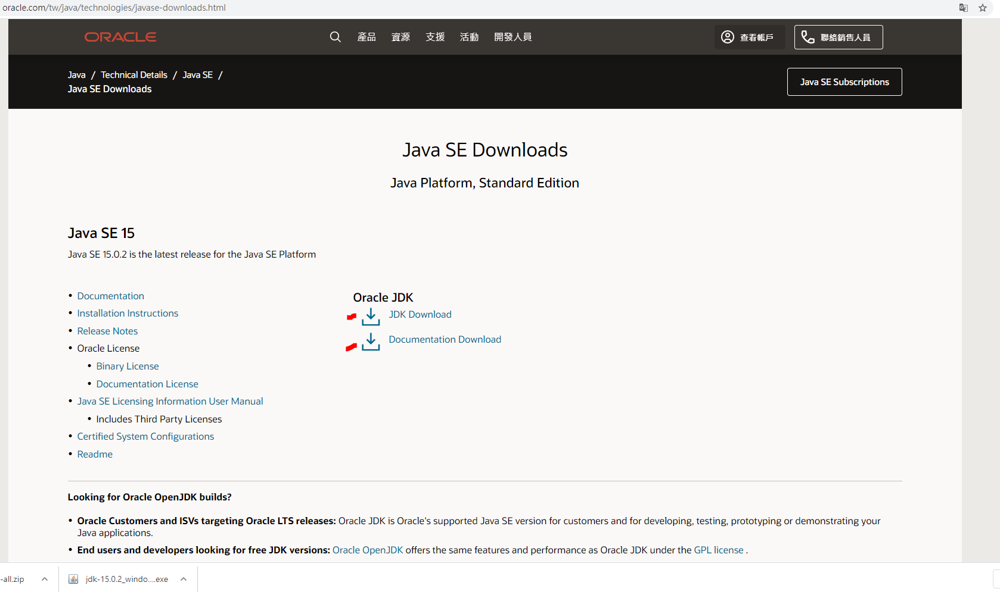 oracle.com/tw/java/technologies/javase-downloads.html
ORACLE
產品 資源 支援 活動 開發人員
查看帳戶
聯絡銷售人員
Java / Technical Details / Java SE /
Java SE Downloads
Java SE Subscriptions
Java SE Downloads
Java Platform, Standard Edition
Java SE 15
Java SE 15.0.2 is the latest release for the Java SE Platform
• Documentation
• Installation Instructions
• Release Notes
• Oracle License
• Binary License
• Documentation License
• Java SE Licensing Information User Manual
• Includes Third Party Licenses
• Certified System Configurations
• Readme
Oracle JDK
JDK Download
Documentation Download
Looking for Oracle OpenJDK builds?
• Oracle Customers and ISVs targeting Oracle LTS releases: Oracle JDK is Oracle's supported Java SE version for customers and for developing, testing, prototyping or demonstrating your
Java applications.
• End users and developers looking for free JDK versions: Oracle OpenJDK offers the same features and performance as Oracle JDK under the GPL license .
-all.zip
jdk-15.0.2_windo....exe